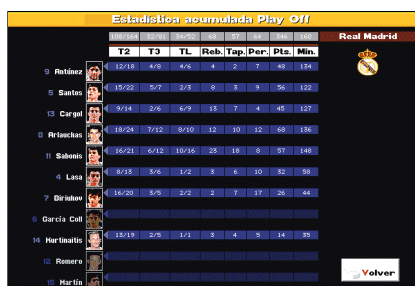 Estadística acumulada Play Off
108/164 32/81 34/52 68 57 64 346 160 Real Madrid
T2 T3 TL Reb. Tap. Per. Pts. Min.
9 Antúnez 12/18 4/8 4/6 4 2 7 48 134
5 Santos 15/22 5/7 2/3 8 3 9 56 122
13 Cargol 9/14 2/6 6/9 13 7 4 45 127
8 Arlauckas 18/24 7/12 8/10 12 10 12 68 136
11 Sabonis 16/21 6/12 10/16 23 18 8 57 148
4 Lasa 8/13 3/6 1/2 3 6 10 32 58
7 Biriukov 16/20 3/5 2/2 2 7 17 26 44
6 García Coll
14 Kurtinaitis 13/19 2/5 1/1 3 4 5 14 35
12 Romero
15 Martín
Volver